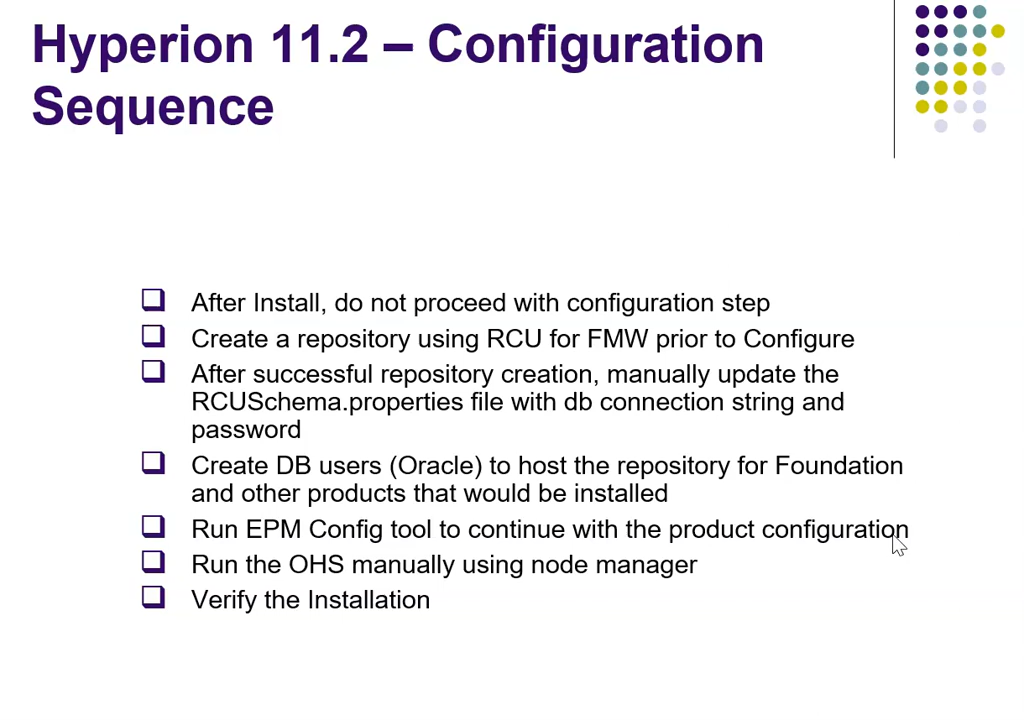 Hyperion 11.2 – Configuration
Sequence
After Install, do not proceed with configuration step
Create a repository using RCU for FMW prior to Configure
After successful repository creation, manually update the
RCUSchema.properties file with db connection string and
password
Create DB users (Oracle) to host the repository for Foundation
and other products that would be installed
Run EPM Config tool to continue with the product configuration
Run the OHS manually using node manager
Verify the Installation